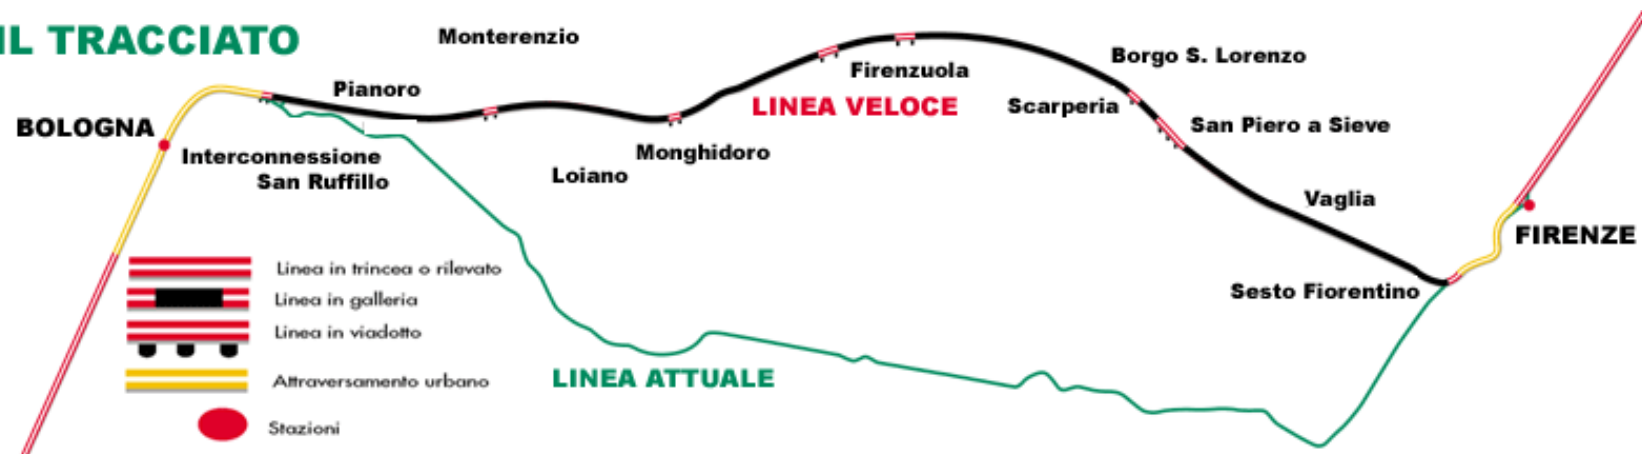 IL TRACCIATO
Monterenzio
Pianoro
Firenzuola
Borgo S. Lorenzo
LINEA VELOCE
Scarperia
BOLOGNA
San Piero a Sieve
Interconnessione
San Ruffillo
Monghidoro
Loiano
Vaglia
FIRENZE
Sesto Fiorentino
Linea in trincea o rilevato
Linea in galleria
Linea in viadotto
LINEA ATTUALE
Attraversamento urbano
Stazioni